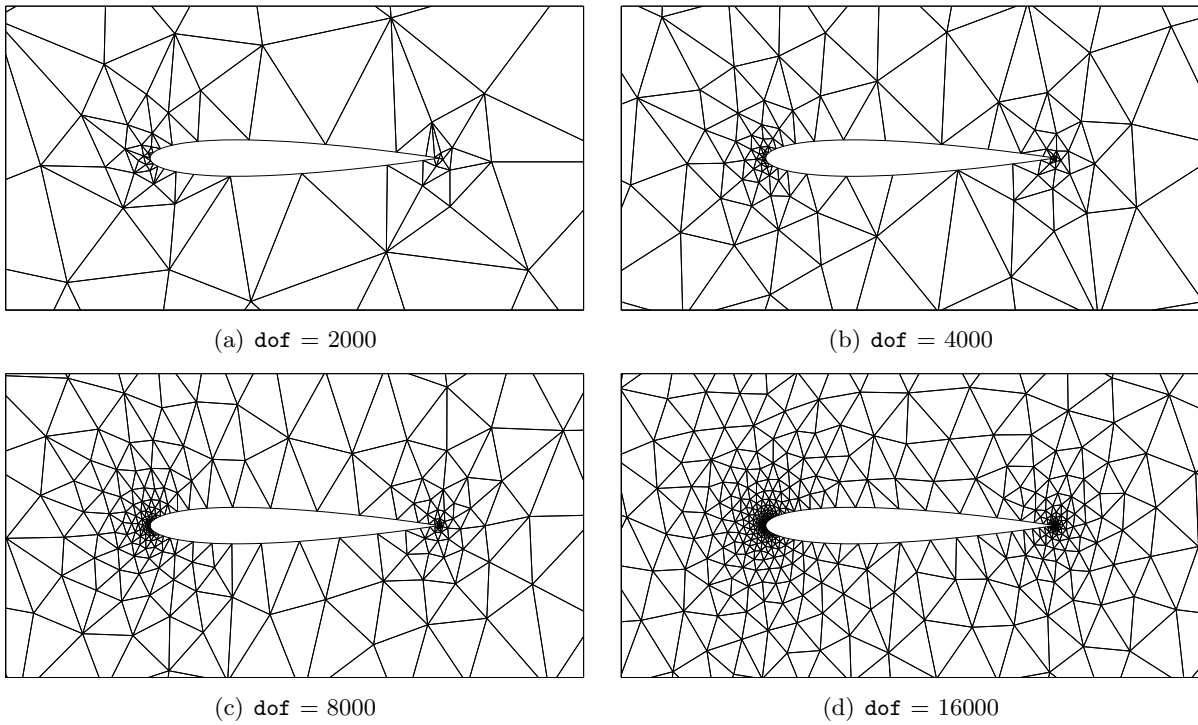 (a) dof = 2000
(b) dof = 4000
(c) dof = 8000
(d) dof = 16000